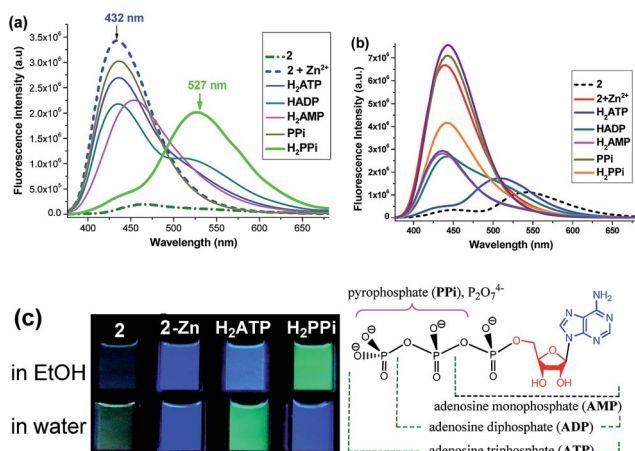 (a)
432 nm
527 nm
Fluorescence Intensity (a.u)
3.5x10⁶
3.0x10⁶
2.5x10⁶
2.0x10⁶
1.5x10⁶
1.0x10⁶
5.0x10⁵
0.0
400 450 500 550 600 650
Wavelength (nm)
2
2 + Zn²⁺
H₂ATP
HADP
H₂AMP
PPi
H₂PPi
(b)
Fluorescence Intensity (a.u.)
7x10⁶
6x10⁶
5x10⁶
4x10⁶
3x10⁶
2x10⁶
1x10⁶
0
400 450 500 550 600 650
Wavelength (nm)
2
2+Zn²⁺
H₂ATP
HADP
H₂AMP
PPi
H₂PPi
(c)
2 2-Zn H₂ATP H₂PPi
in EtOH
in water
pyrophosphate (PPi), P₂O₇⁴⁻
NH₂
N N
N N
⊖O ⊖O ⊖O
⊖O P O P O P O O
O O O
HO OH
adenosine monophosphate (AMP)
adenosine diphosphate (ADP)
adenosine triphosphate (ATP)